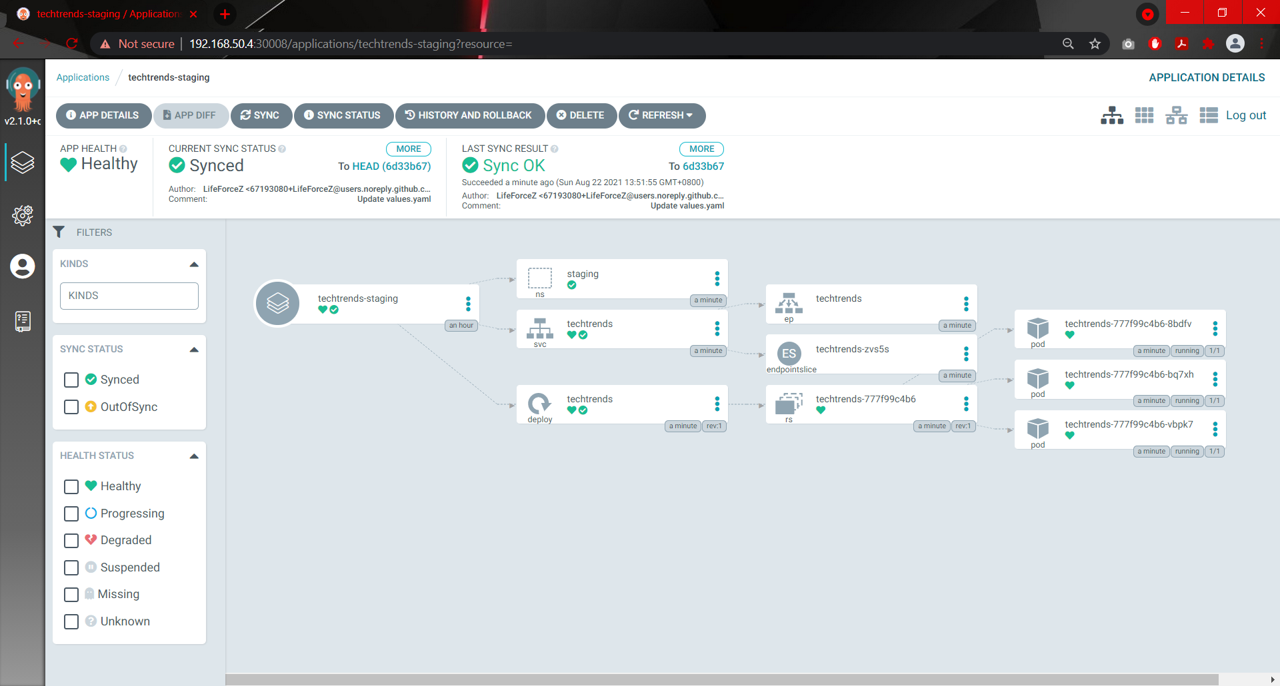 techtrends-staging / Application
Not secure | 192.168.50.4:30008/applications/techtrends-staging?resource=
v2.1.0+c
Applications / techtrends-staging
APPLICATION DETAILS
APP DETAILS
APP DIFF
SYNC
SYNC STATUS
HISTORY AND ROLLBACK
DELETE
REFRESH
Log out
APP HEALTH
Healthy
CURRENT SYNC STATUS
MORE
Synced
To HEAD (6d33b67)
Author: LifeForceZ <67193080+LifeForceZ@users.noreply.github.c...
Comment: Update values.yaml
LAST SYNC RESULT
MORE
Sync OK
To 6d33b67
Succeeded a minute ago (Sun Aug 22 2021 13:51:55 GMT+0800)
Author: LifeForceZ <67193080+LifeForceZ@users.noreply.github.c...
Comment: Update values.yaml
FILTERS
KINDS
KINDS
SYNC STATUS
Synced
OutOfSync
HEALTH STATUS
Healthy
Progressing
Degraded
Suspended
Missing
Unknown
techtrends-staging
an hour
staging
ns
a minute
techtrends
svc
a minute
techtrends
deploy
a minute rev:1
techtrends
ep
a minute
ES
techtrends-zvs5s
endpointslice
a minute
techtrends-777f99c4b6
rs
a minute rev:1
techtrends-777f99c4b6-8bdfv
pod
a minute running 1/1
techtrends-777f99c4b6-bq7xh
pod
a minute running 1/1
techtrends-777f99c4b6-vbpk7
pod
a minute running 1/1